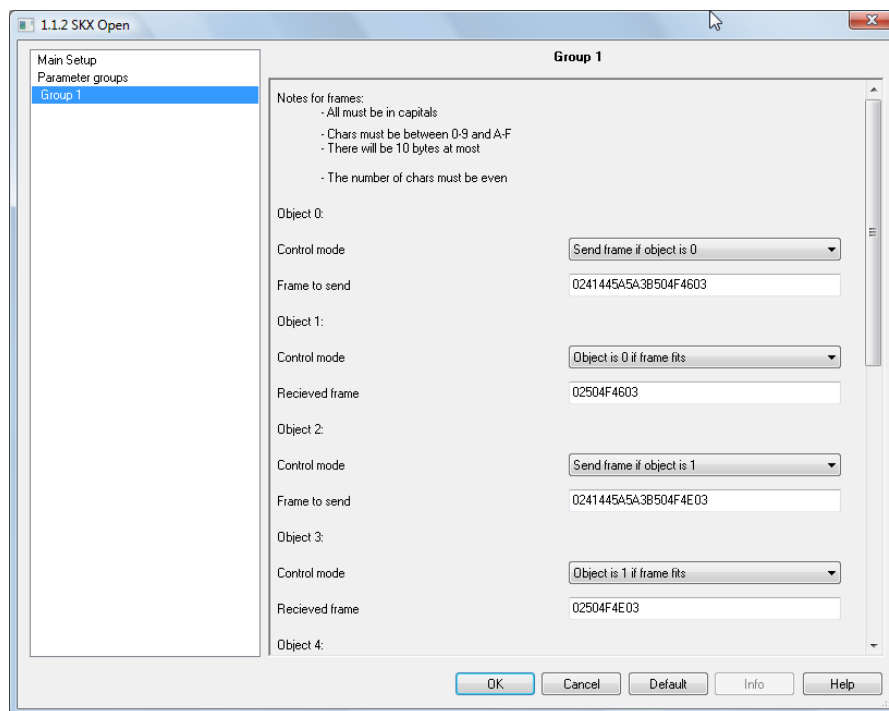 1.1.2 SKX Open
Main Setup
Parameter groups
Group 1
Group 1
Notes for frames:
- All must be in capitals
- Chars must be between 0-9 and A-F
- There will be 10 bytes at most
- The number of chars must be even
Object 0:
Control mode
Send frame if object is 0
Frame to send
0241445A5A3B504F4603
Object 1:
Control mode
Object is 0 if frame fits
Recieved frame
02504F4603
Object 2:
Control mode
Send frame if object is 1
Frame to send
0241445A5A3B504F4E03
Object 3:
Control mode
Object is 1 if frame fits
Recieved frame
02504F4E03
Object 4:
OK
Cancel
Default
Info
Help